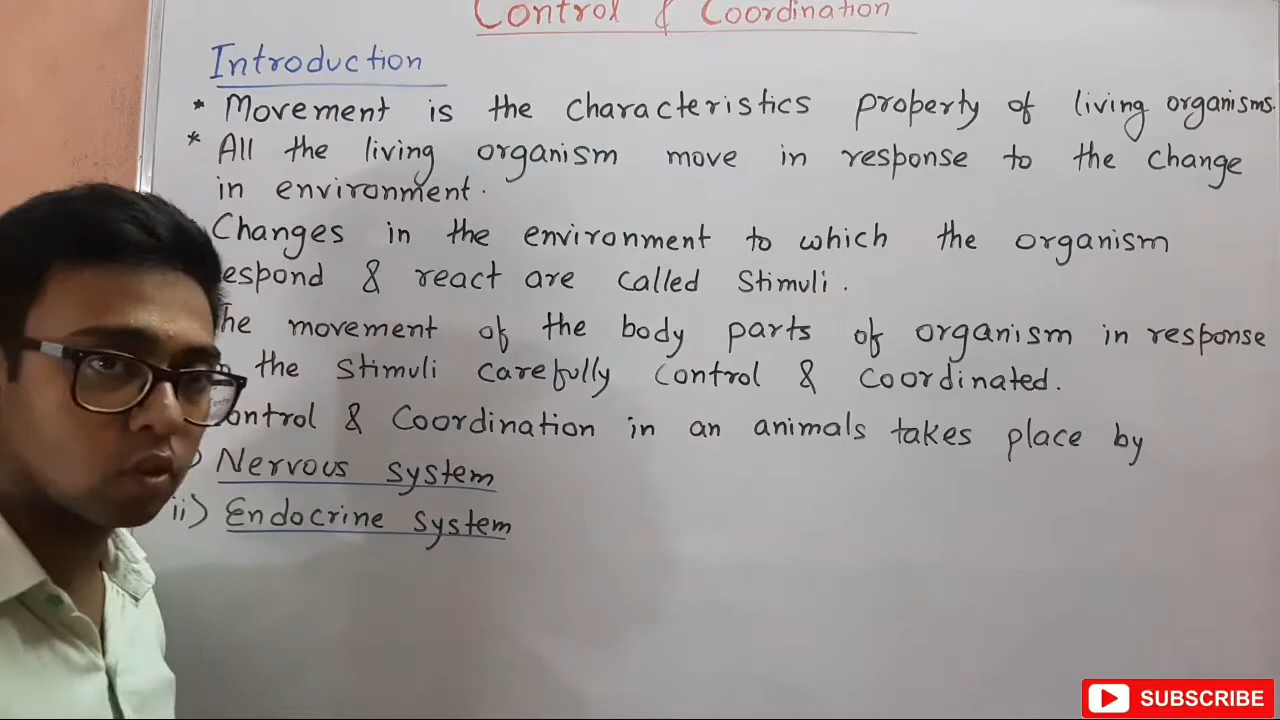 Control & Coordination
Introduction
* Movement is the characteristics property of living organisms.
* All the living organism move in response to the change
in environment.
Changes in the environment to which the organism
espond & react are called Stimuli.
The movement of the body parts of organism in response
the Stimuli carefully control & coordinated.
Control & Coordination in an animals takes place by
) Nervous system
ii) Endocrine system
SUBSCRIBE